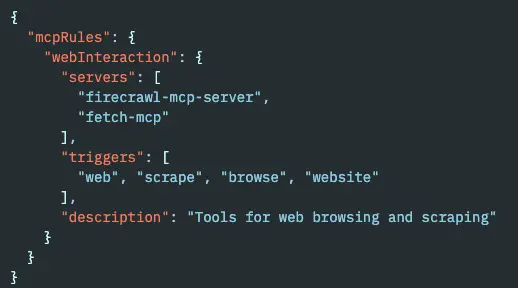 {
  "mcpRules": {
    "webInteraction": {
      "servers": [
        "firecrawl-mcp-server",
        "fetch-mcp"
      ],
      "triggers": [
        "web", "scrape", "browse", "website"
      ],
      "description": "Tools for web browsing and scraping"
    }
  }
}